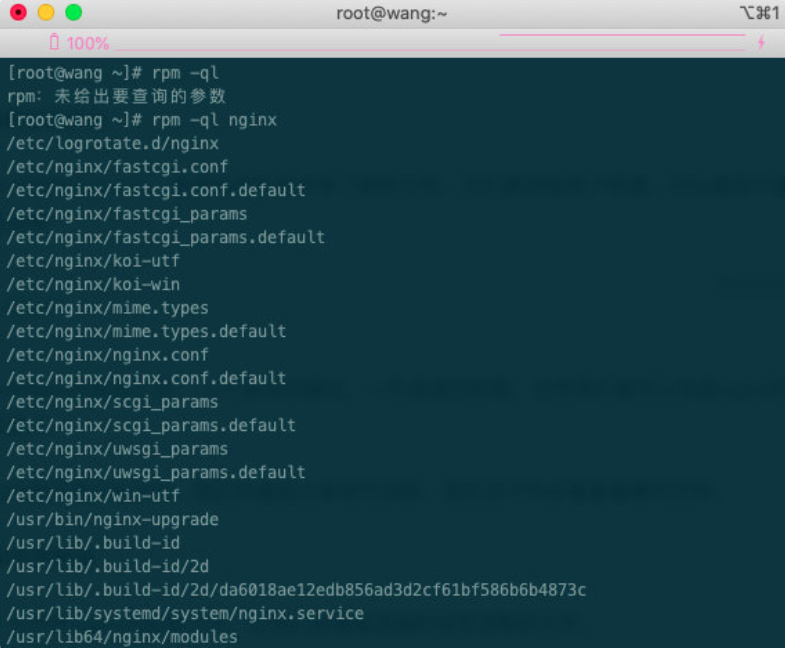 root@wang:~
⌥⌘1
100%
[root@wang ~]# rpm -ql
rpm: 未给出要查询的参数
[root@wang ~]# rpm -ql nginx
/etc/logrotate.d/nginx
/etc/nginx/fastcgi.conf
/etc/nginx/fastcgi.conf.default
/etc/nginx/fastcgi_params
/etc/nginx/fastcgi_params.default
/etc/nginx/koi-utf
/etc/nginx/koi-win
/etc/nginx/mime.types
/etc/nginx/mime.types.default
/etc/nginx/nginx.conf
/etc/nginx/nginx.conf.default
/etc/nginx/scgi_params
/etc/nginx/scgi_params.default
/etc/nginx/uwsgi_params
/etc/nginx/uwsgi_params.default
/etc/nginx/win-utf
/usr/bin/nginx-upgrade
/usr/lib/.build-id
/usr/lib/.build-id/2d
/usr/lib/.build-id/2d/da6018ae12edb856ad3d2cf61bf586b6b4873c
/usr/lib/systemd/system/nginx.service
/usr/lib64/nginx/modules